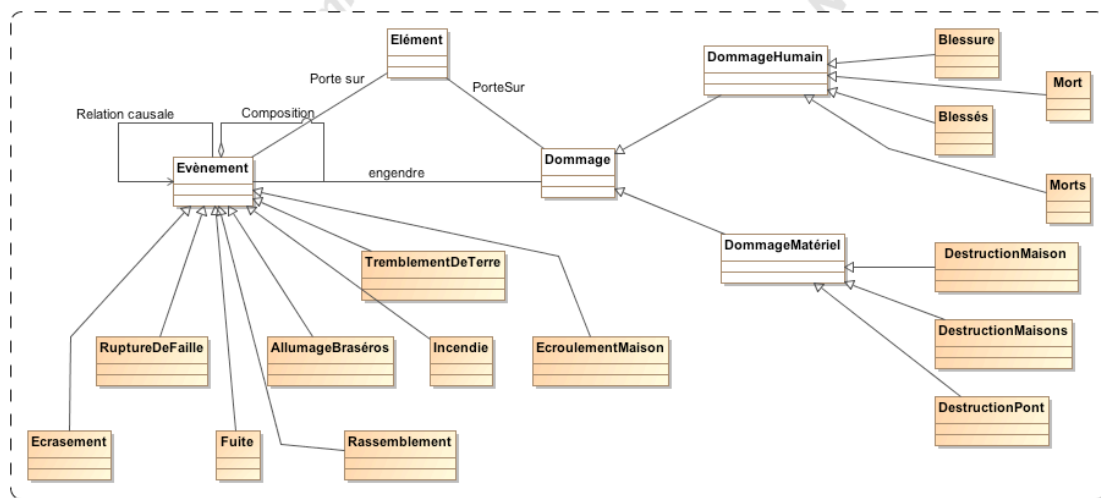 Elément
DommageHumain
Blessure
Mort
Porte sur
PorteSur
Relation causale
Composition
Blessés
Evènement
engendre
Dommage
Morts
DommageMatériel
DestructionMaison
TremblementDeTerre
RuptureDeFaille
AllumageBraséros
Incendie
EcroulementMaison
DestructionMaisons
DestructionPont
Ecrasement
Fuite
Rassemblement